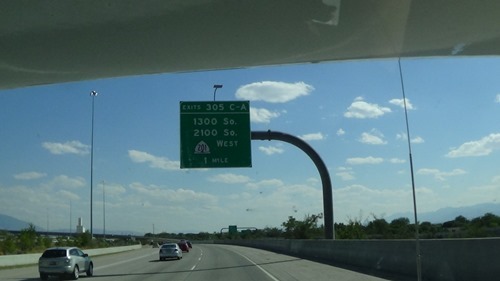 EXITS 305 C-A
1300 So.
2100 So.
WEST
1 MILE